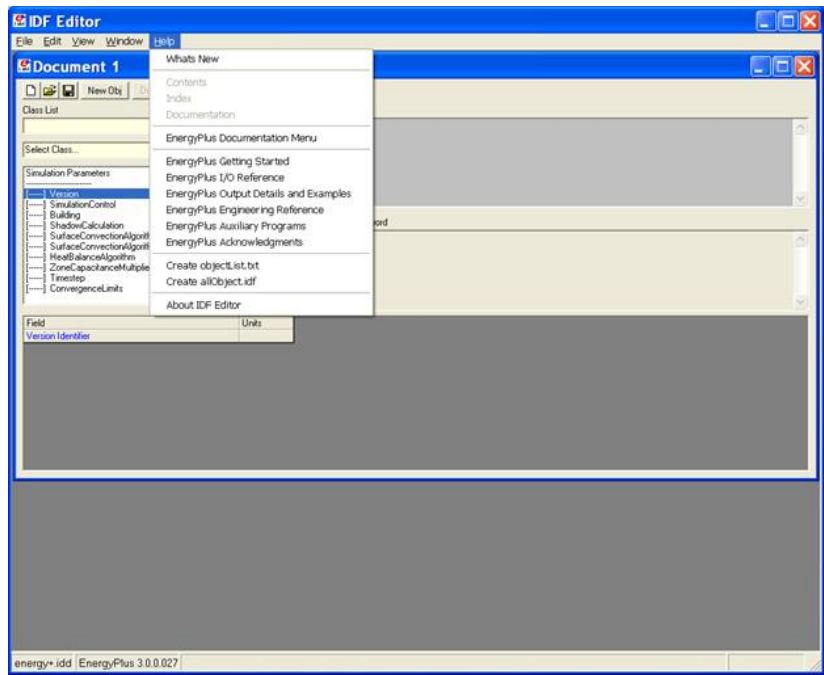 IDF Editor
File Edit View Window Help
Document 1
New Obj
Class List
Select Class...
Simulation Parameters
[-----] Version
[-----] SimulationControl
[-----] Building
[-----] ShadowCalculation
[-----] SurfaceConvectionAlgorith
[-----] SurfaceConvectionAlgorith
[-----] HeatBalanceAlgorithm
[-----] ZoneCapacitanceMultiplie
[-----] Timestep
[-----] ConvergenceLimits
Whats New
Contents
Index
Documentation
EnergyPlus Documentation Menu
EnergyPlus Getting Started
EnergyPlus I/O Reference
EnergyPlus Output Details and Examples
EnergyPlus Engineering Reference
EnergyPlus Auxiliary Programs
EnergyPlus Acknowledgments
Create objectList.txt
Create allObject.idf
About IDF Editor
ord
Field Units
Version Identifier
energy+.idd EnergyPlus 3.0.0.027